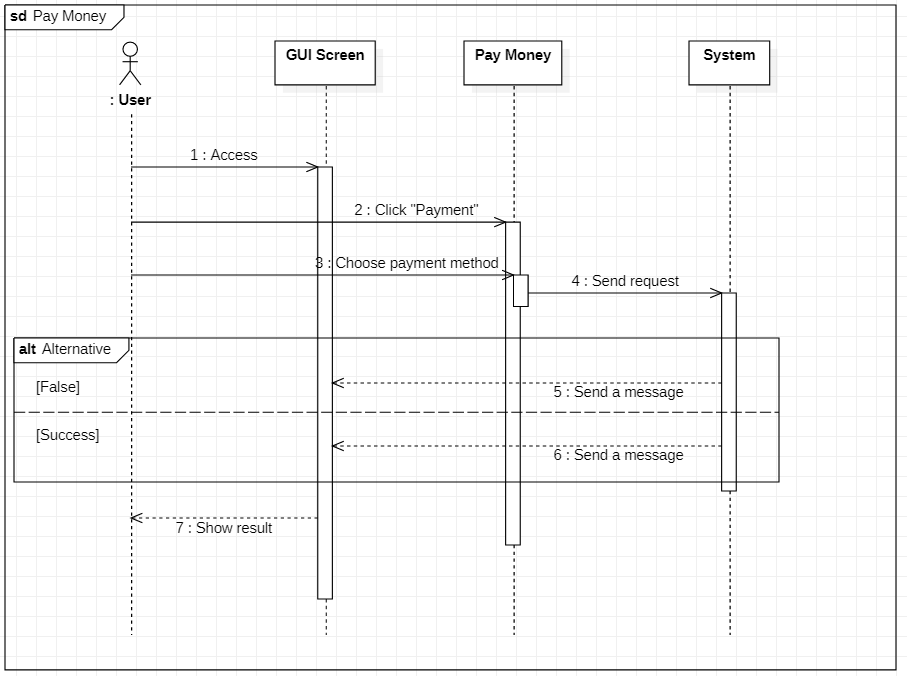 sd Pay Money
GUI Screen
Pay Money
System
: User
1 : Access
2 : Click "Payment"
3 : Choose payment method
4 : Send request
alt Alternative
[False]
5 : Send a message
[Success]
6 : Send a message
7 : Show result